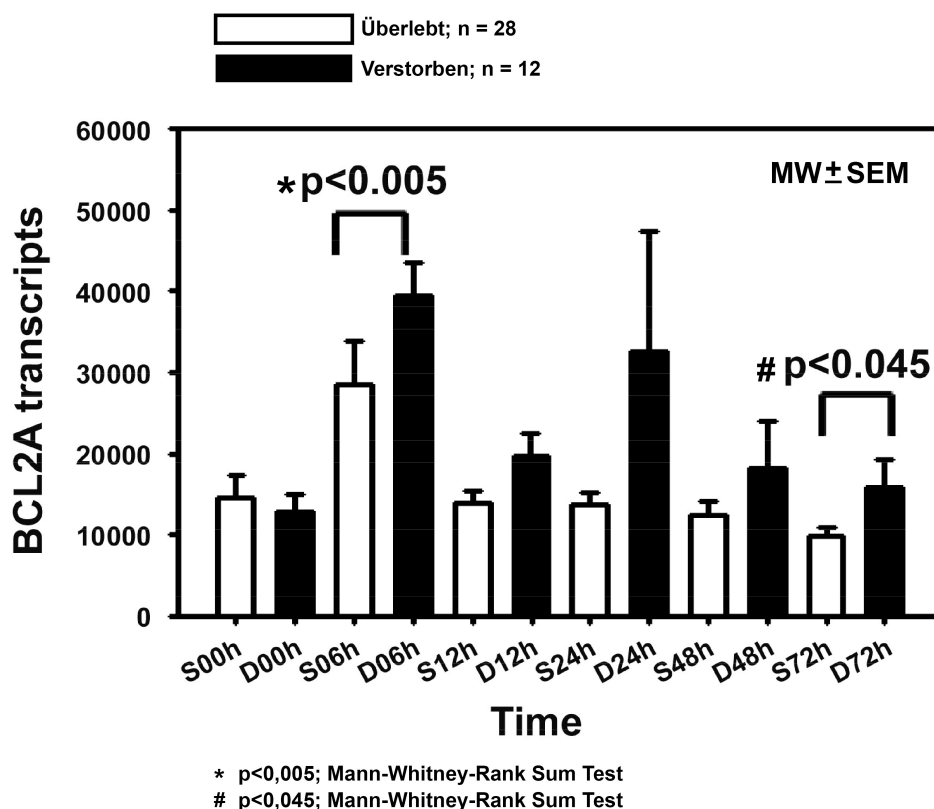 Überlebt; n = 28
Verstorben; n = 12
60000
50000
40000
30000
20000
10000
0
BCL2A transcripts
MW±SEM
*p<0.005
# p<0.045
S00h D00h S06h D06h S12h D12h S24h D24h S48h D48h S72h D72h
Time
* p<0,005; Mann-Whitney-Rank Sum Test
# p<0,045; Mann-Whitney-Rank Sum Test